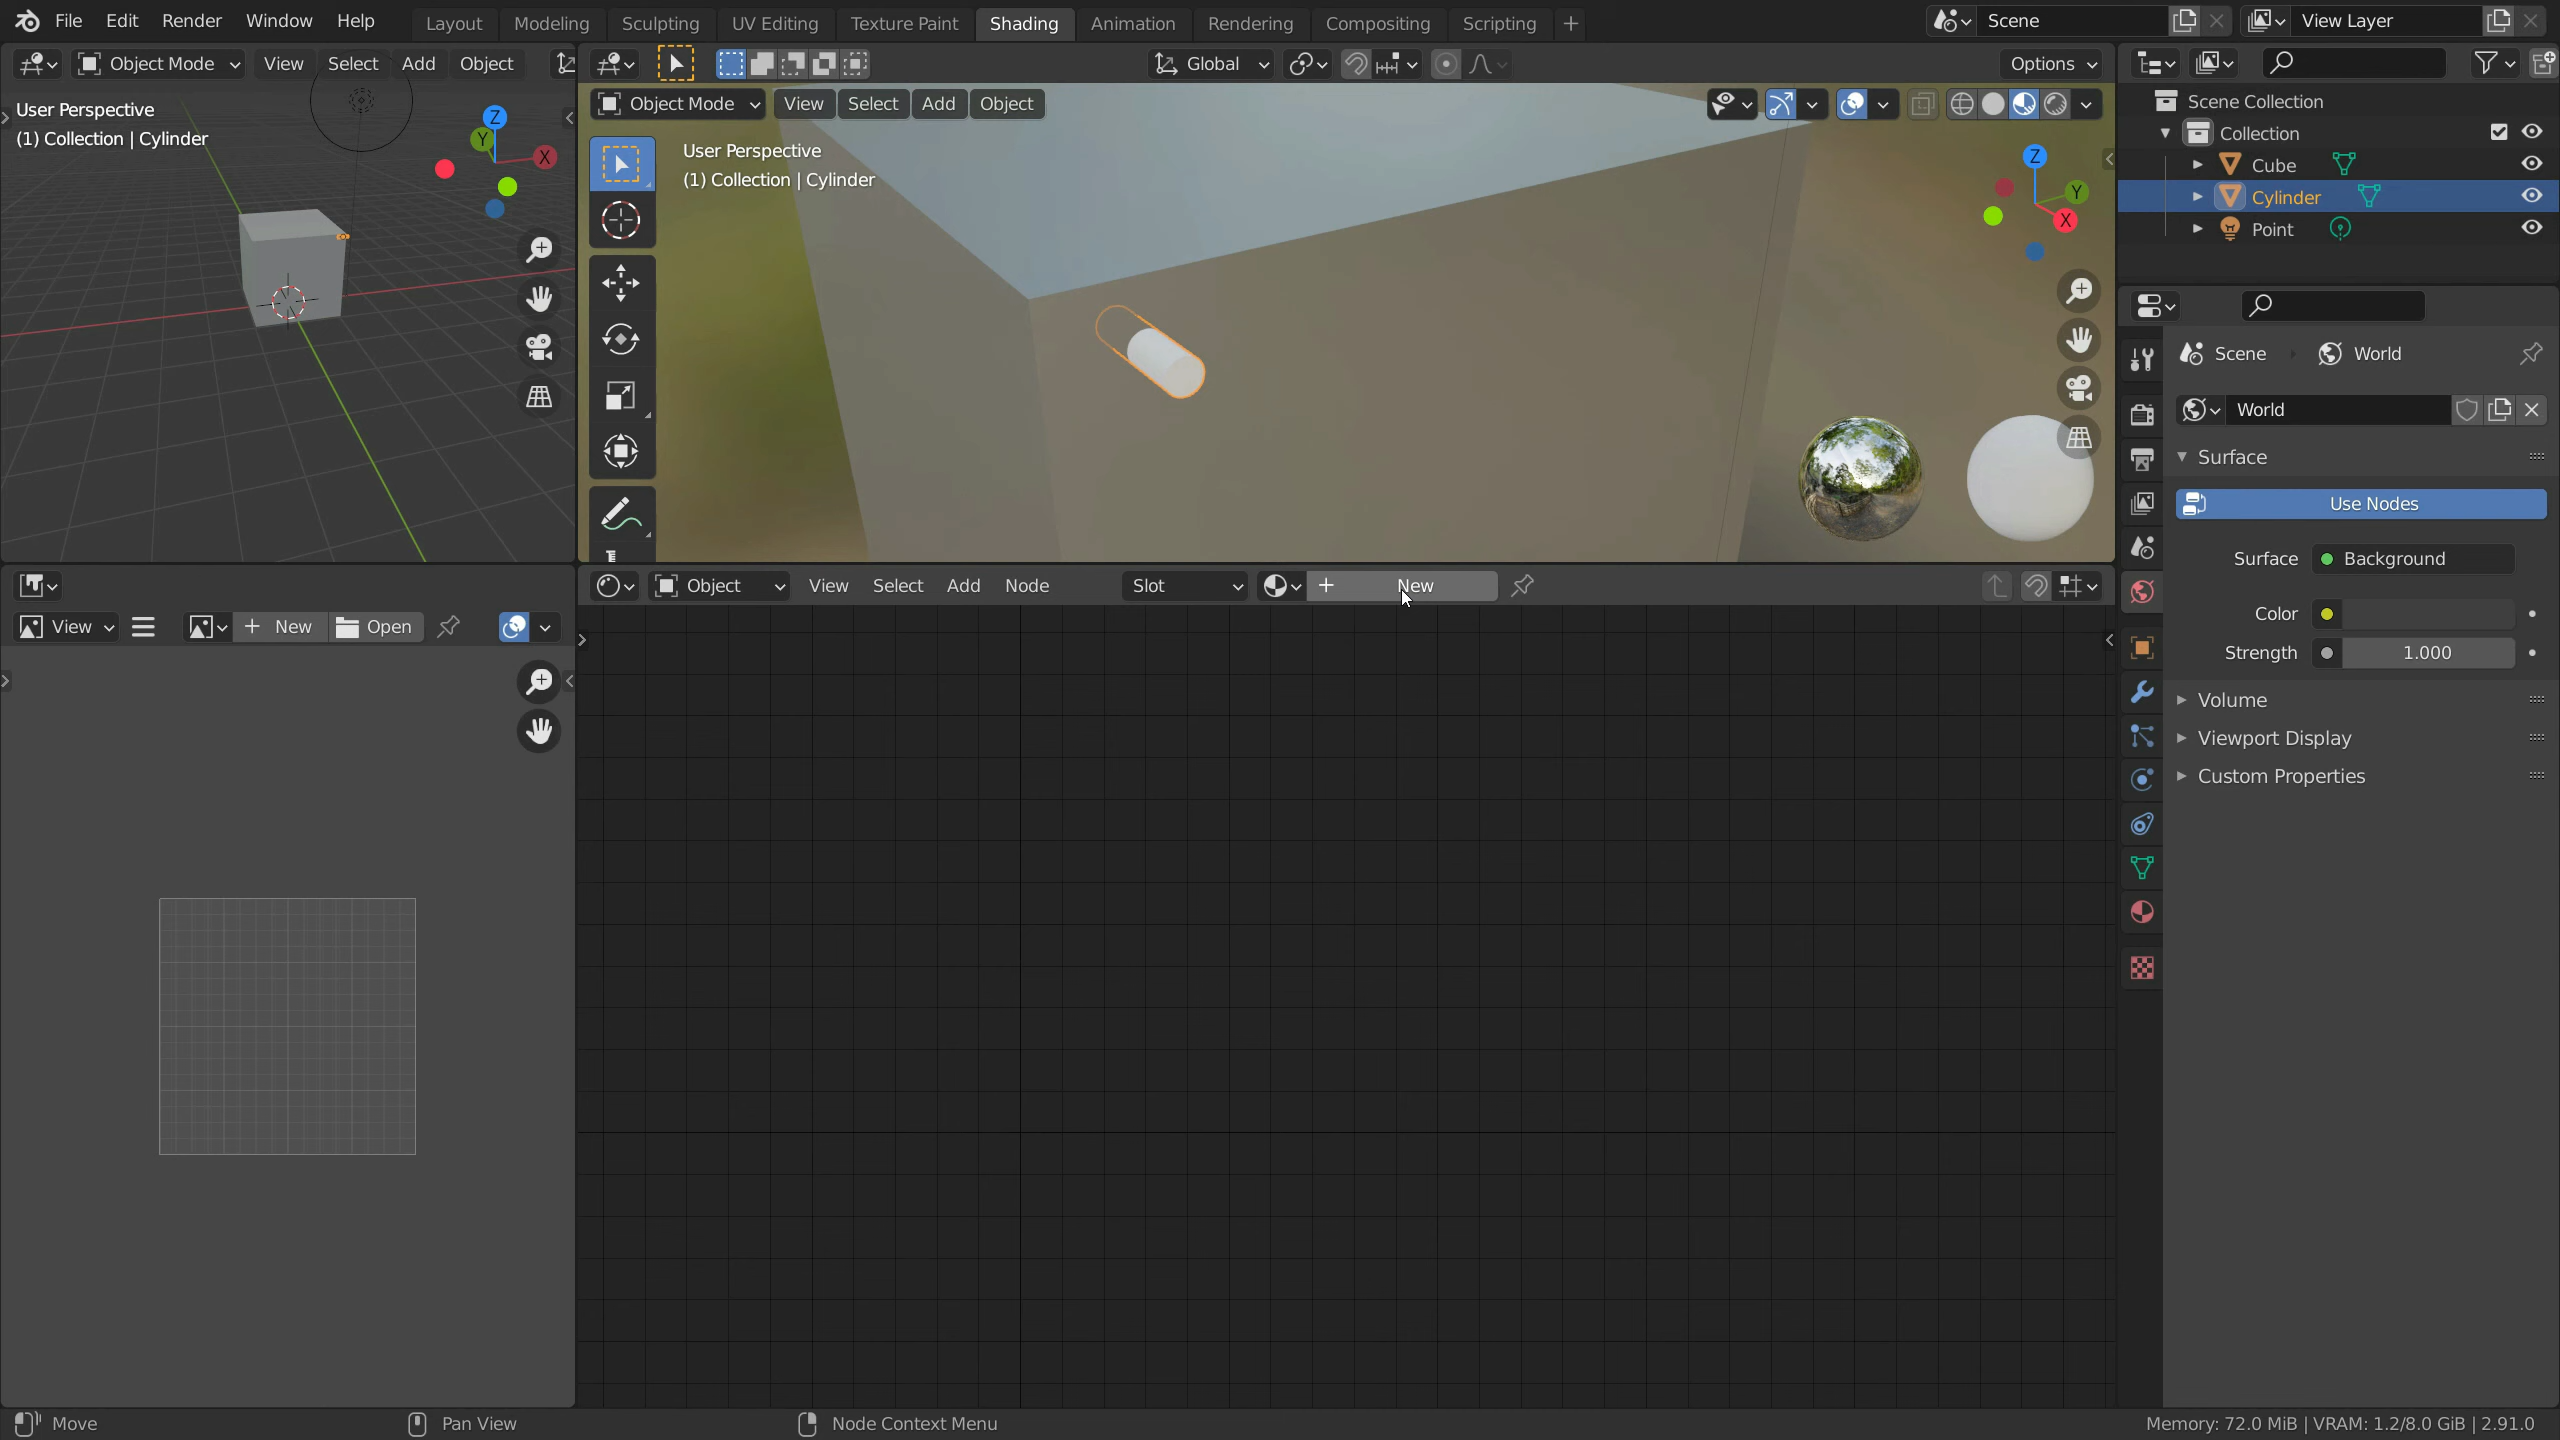 File Edit Render Window Help Layout Modeling Sculpting UV Editing Texture Paint Shading Animation Rendering Compositing Scripting + Scene View Layer
Object Mode View Select Add Object
Global Options
User Perspective
(1) Collection | Cylinder
Z
Y
X
Object Mode View Select Add Object
User Perspective
(1) Collection | Cylinder
Z
Y
X
Scene Collection
Collection
Cube
Cylinder
Point
Scene World
World
Surface
Use Nodes
Surface Background
Color
Strength 1.000
Volume
Viewport Display
Custom Properties
Object View Select Add Node Slot + New
View + New Open
Move Pan View Node Context Menu Memory: 72.0 MiB | VRAM: 1.2/8.0 GiB | 2.91.0